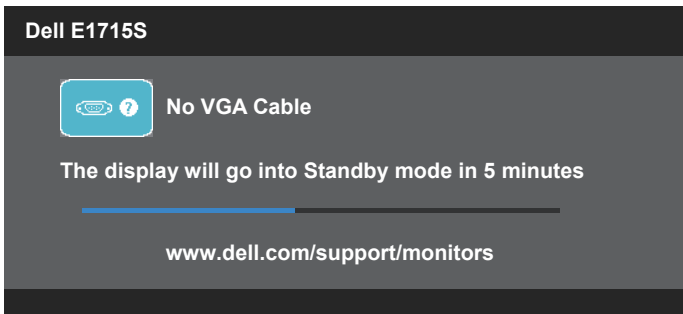 Dell E1715S
No VGA Cable
The display will go into Standby mode in 5 minutes
www.dell.com/support/monitors